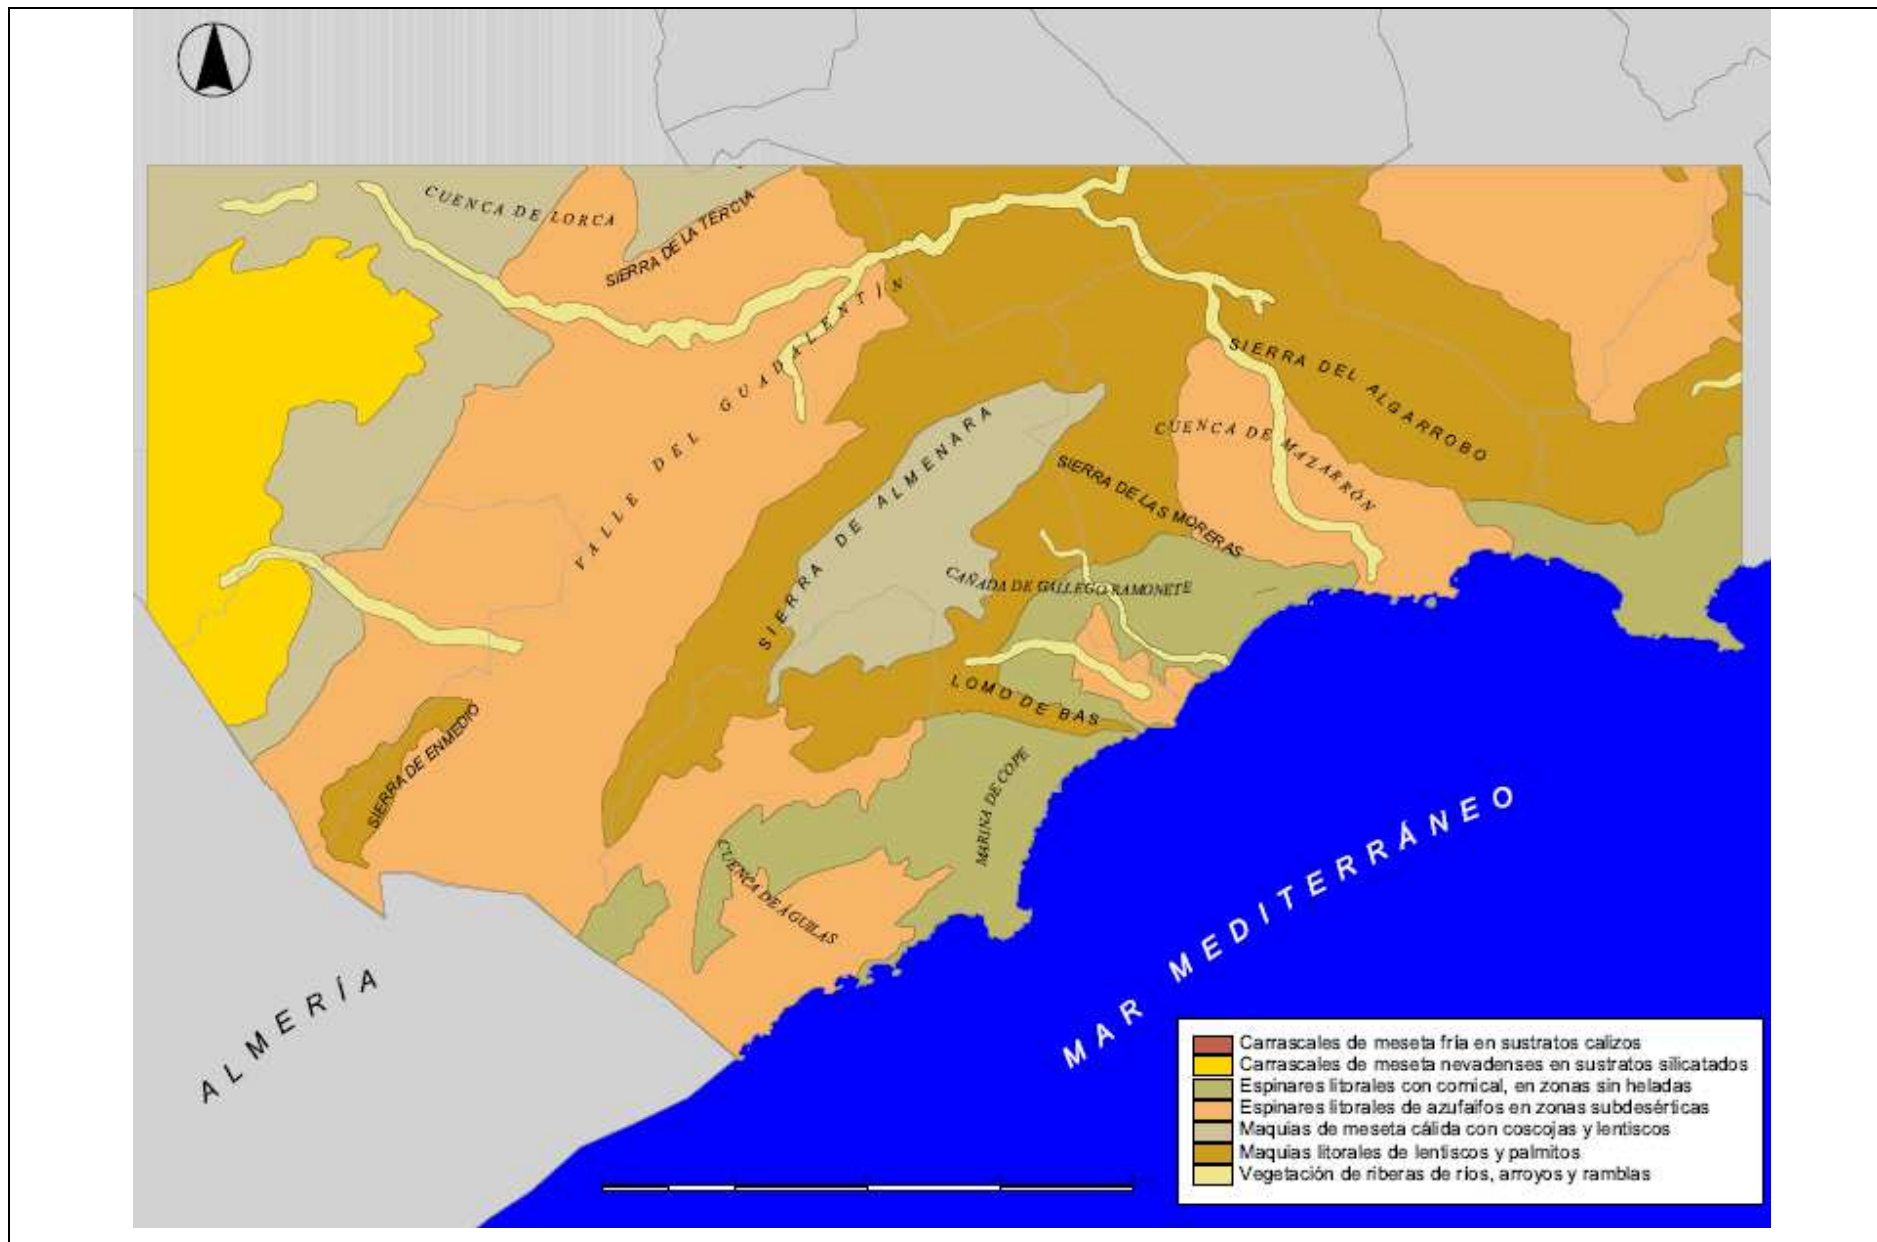 CUENCA DE LORCA
SIERRA DE LA TERCIA
VALLE DEL GUADALENTÍN
SIERRA DEL ALGARROBO
SIERRA DE ALMENARA
CUENCA DE MAZARRÓN
SIERRA DE LAS MORERAS
CAÑADA DE GALLEGO RAMONETE
LOMO DE BAS
SIERRA DE ENMEDIO
MARINA DE COPE
CUENCA DE ÁGUILAS
MAR MEDITERRÁNEO
ALMERÍA
Carrascales de meseta fría en sustratos calizos
Carrascales de meseta nevadenses en sustratos silicatados
Espinares litorales con cornical, en zonas sin heladas
Espinares litorales de azufaifos en zonas subdesérticas
Maquias de meseta cálida con coscojas y lentiscos
Maquias litorales de lentiscos y palmitos
Vegetación de riberas de ríos, arroyos y ramblas